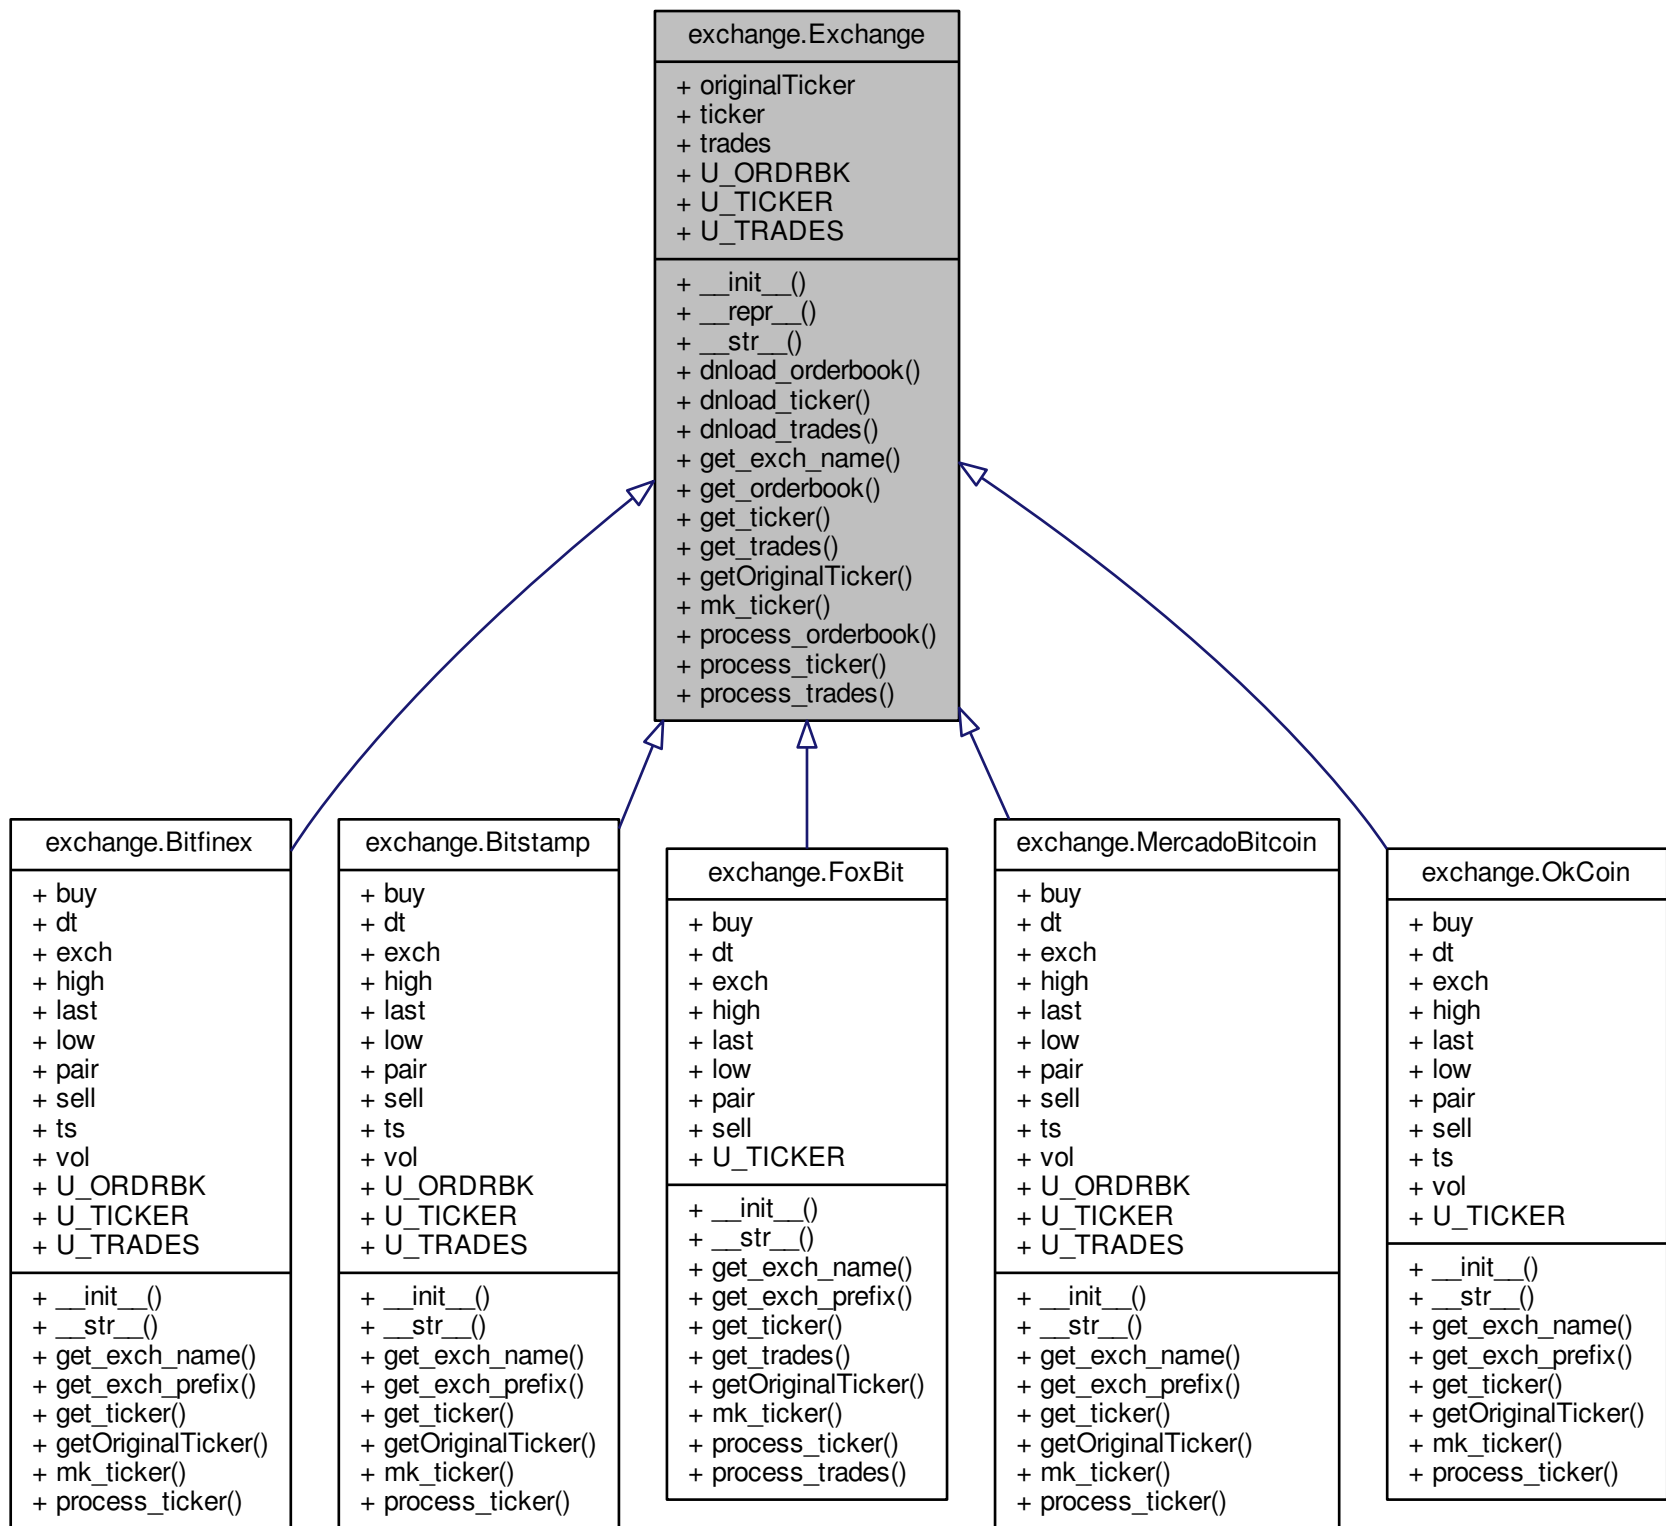 exchange.Exchange
+ originalTicker
+ ticker
+ trades
+ U_ORDRBK
+ U_TICKER
+ U_TRADES
+ __init__()
+ __repr__()
+ __str__()
+ dnload_orderbook()
+ dnload_ticker()
+ dnload_trades()
+ get_exch_name()
+ get_orderbook()
+ get_ticker()
+ get_trades()
+ getOriginalTicker()
+ mk_ticker()
+ process_orderbook()
+ process_ticker()
+ process_trades()
exchange.Bitfinex
+ buy
+ dt
+ exch
+ high
+ last
+ low
+ pair
+ sell
+ ts
+ vol
+ U_ORDRBK
+ U_TICKER
+ U_TRADES
+ __init__()
+ __str__()
+ get_exch_name()
+ get_exch_prefix()
+ get_ticker()
+ getOriginalTicker()
+ mk_ticker()
+ process_ticker()
exchange.Bitstamp
+ buy
+ dt
+ exch
+ high
+ last
+ low
+ pair
+ sell
+ ts
+ vol
+ U_ORDRBK
+ U_TICKER
+ U_TRADES
+ __init__()
+ __str__()
+ get_exch_name()
+ get_exch_prefix()
+ get_ticker()
+ getOriginalTicker()
+ mk_ticker()
+ process_ticker()
exchange.FoxBit
+ buy
+ dt
+ exch
+ high
+ last
+ low
+ pair
+ sell
+ U_TICKER
+ __init__()
+ __str__()
+ get_exch_name()
+ get_exch_prefix()
+ get_ticker()
+ get_trades()
+ getOriginalTicker()
+ mk_ticker()
+ process_ticker()
+ process_trades()
exchange.MercadoBitcoin
+ buy
+ dt
+ exch
+ high
+ last
+ low
+ pair
+ sell
+ ts
+ vol
+ U_ORDRBK
+ U_TICKER
+ U_TRADES
+ __init__()
+ __str__()
+ get_exch_name()
+ get_exch_prefix()
+ get_ticker()
+ getOriginalTicker()
+ mk_ticker()
+ process_ticker()
exchange.OkCoin
+ buy
+ dt
+ exch
+ high
+ last
+ low
+ pair
+ sell
+ ts
+ vol
+ U_TICKER
+ __init__()
+ __str__()
+ get_exch_name()
+ get_exch_prefix()
+ get_ticker()
+ getOriginalTicker()
+ mk_ticker()
+ process_ticker()